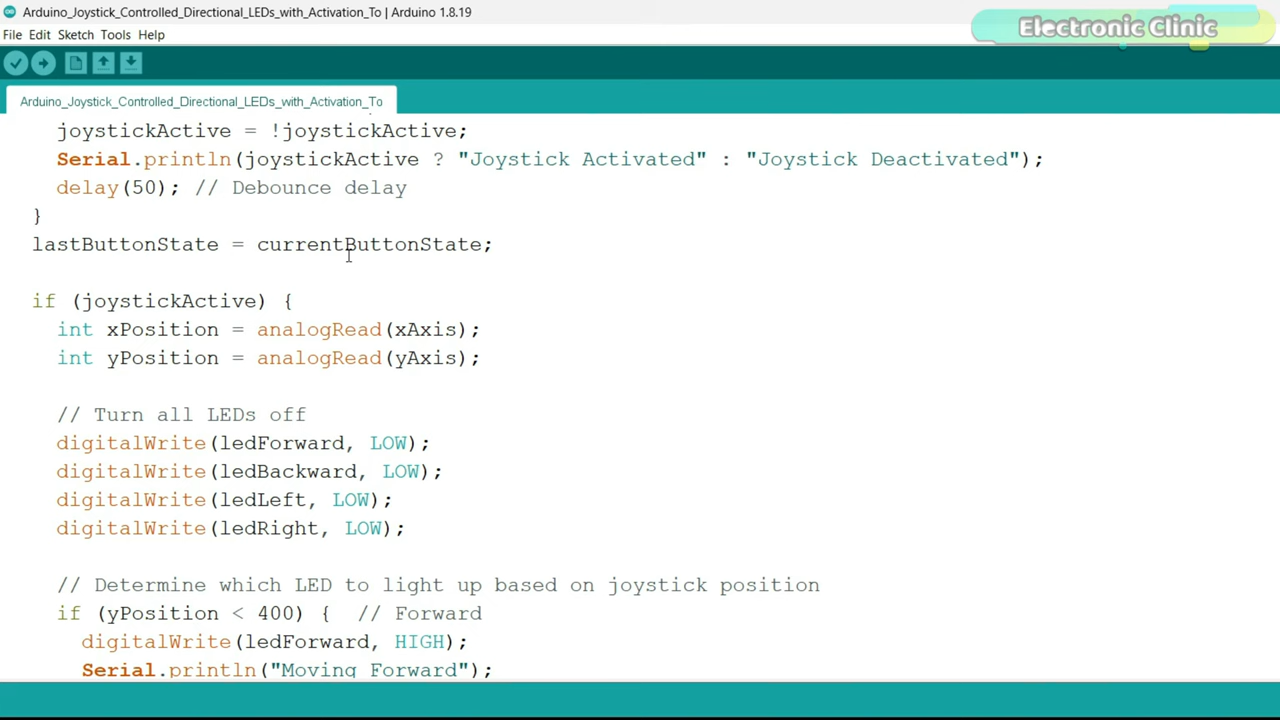 Arduino_Joystick_Controlled_Directional_LEDs_with_Activation_To | Arduino 1.8.19
Electronic Clinic
File Edit Sketch Tools Help
Arduino_Joystick_Controlled_Directional_LEDs_with_Activation_To
joystickActive = !joystickActive;
Serial.println(joystickActive ? "Joystick Activated" : "Joystick Deactivated");
delay(50); // Debounce delay
}
lastButtonState = currentButtonState;
if (joystickActive) {
int xPosition = analogRead(xAxis);
int yPosition = analogRead(yAxis);
// Turn all LEDs off
digitalWrite(ledForward, LOW);
digitalWrite(ledBackward, LOW);
digitalWrite(ledLeft, LOW);
digitalWrite(ledRight, LOW);
// Determine which LED to light up based on joystick position
if (yPosition < 400) { // Forward
digitalWrite(ledForward, HIGH);
Serial.println("Moving Forward");